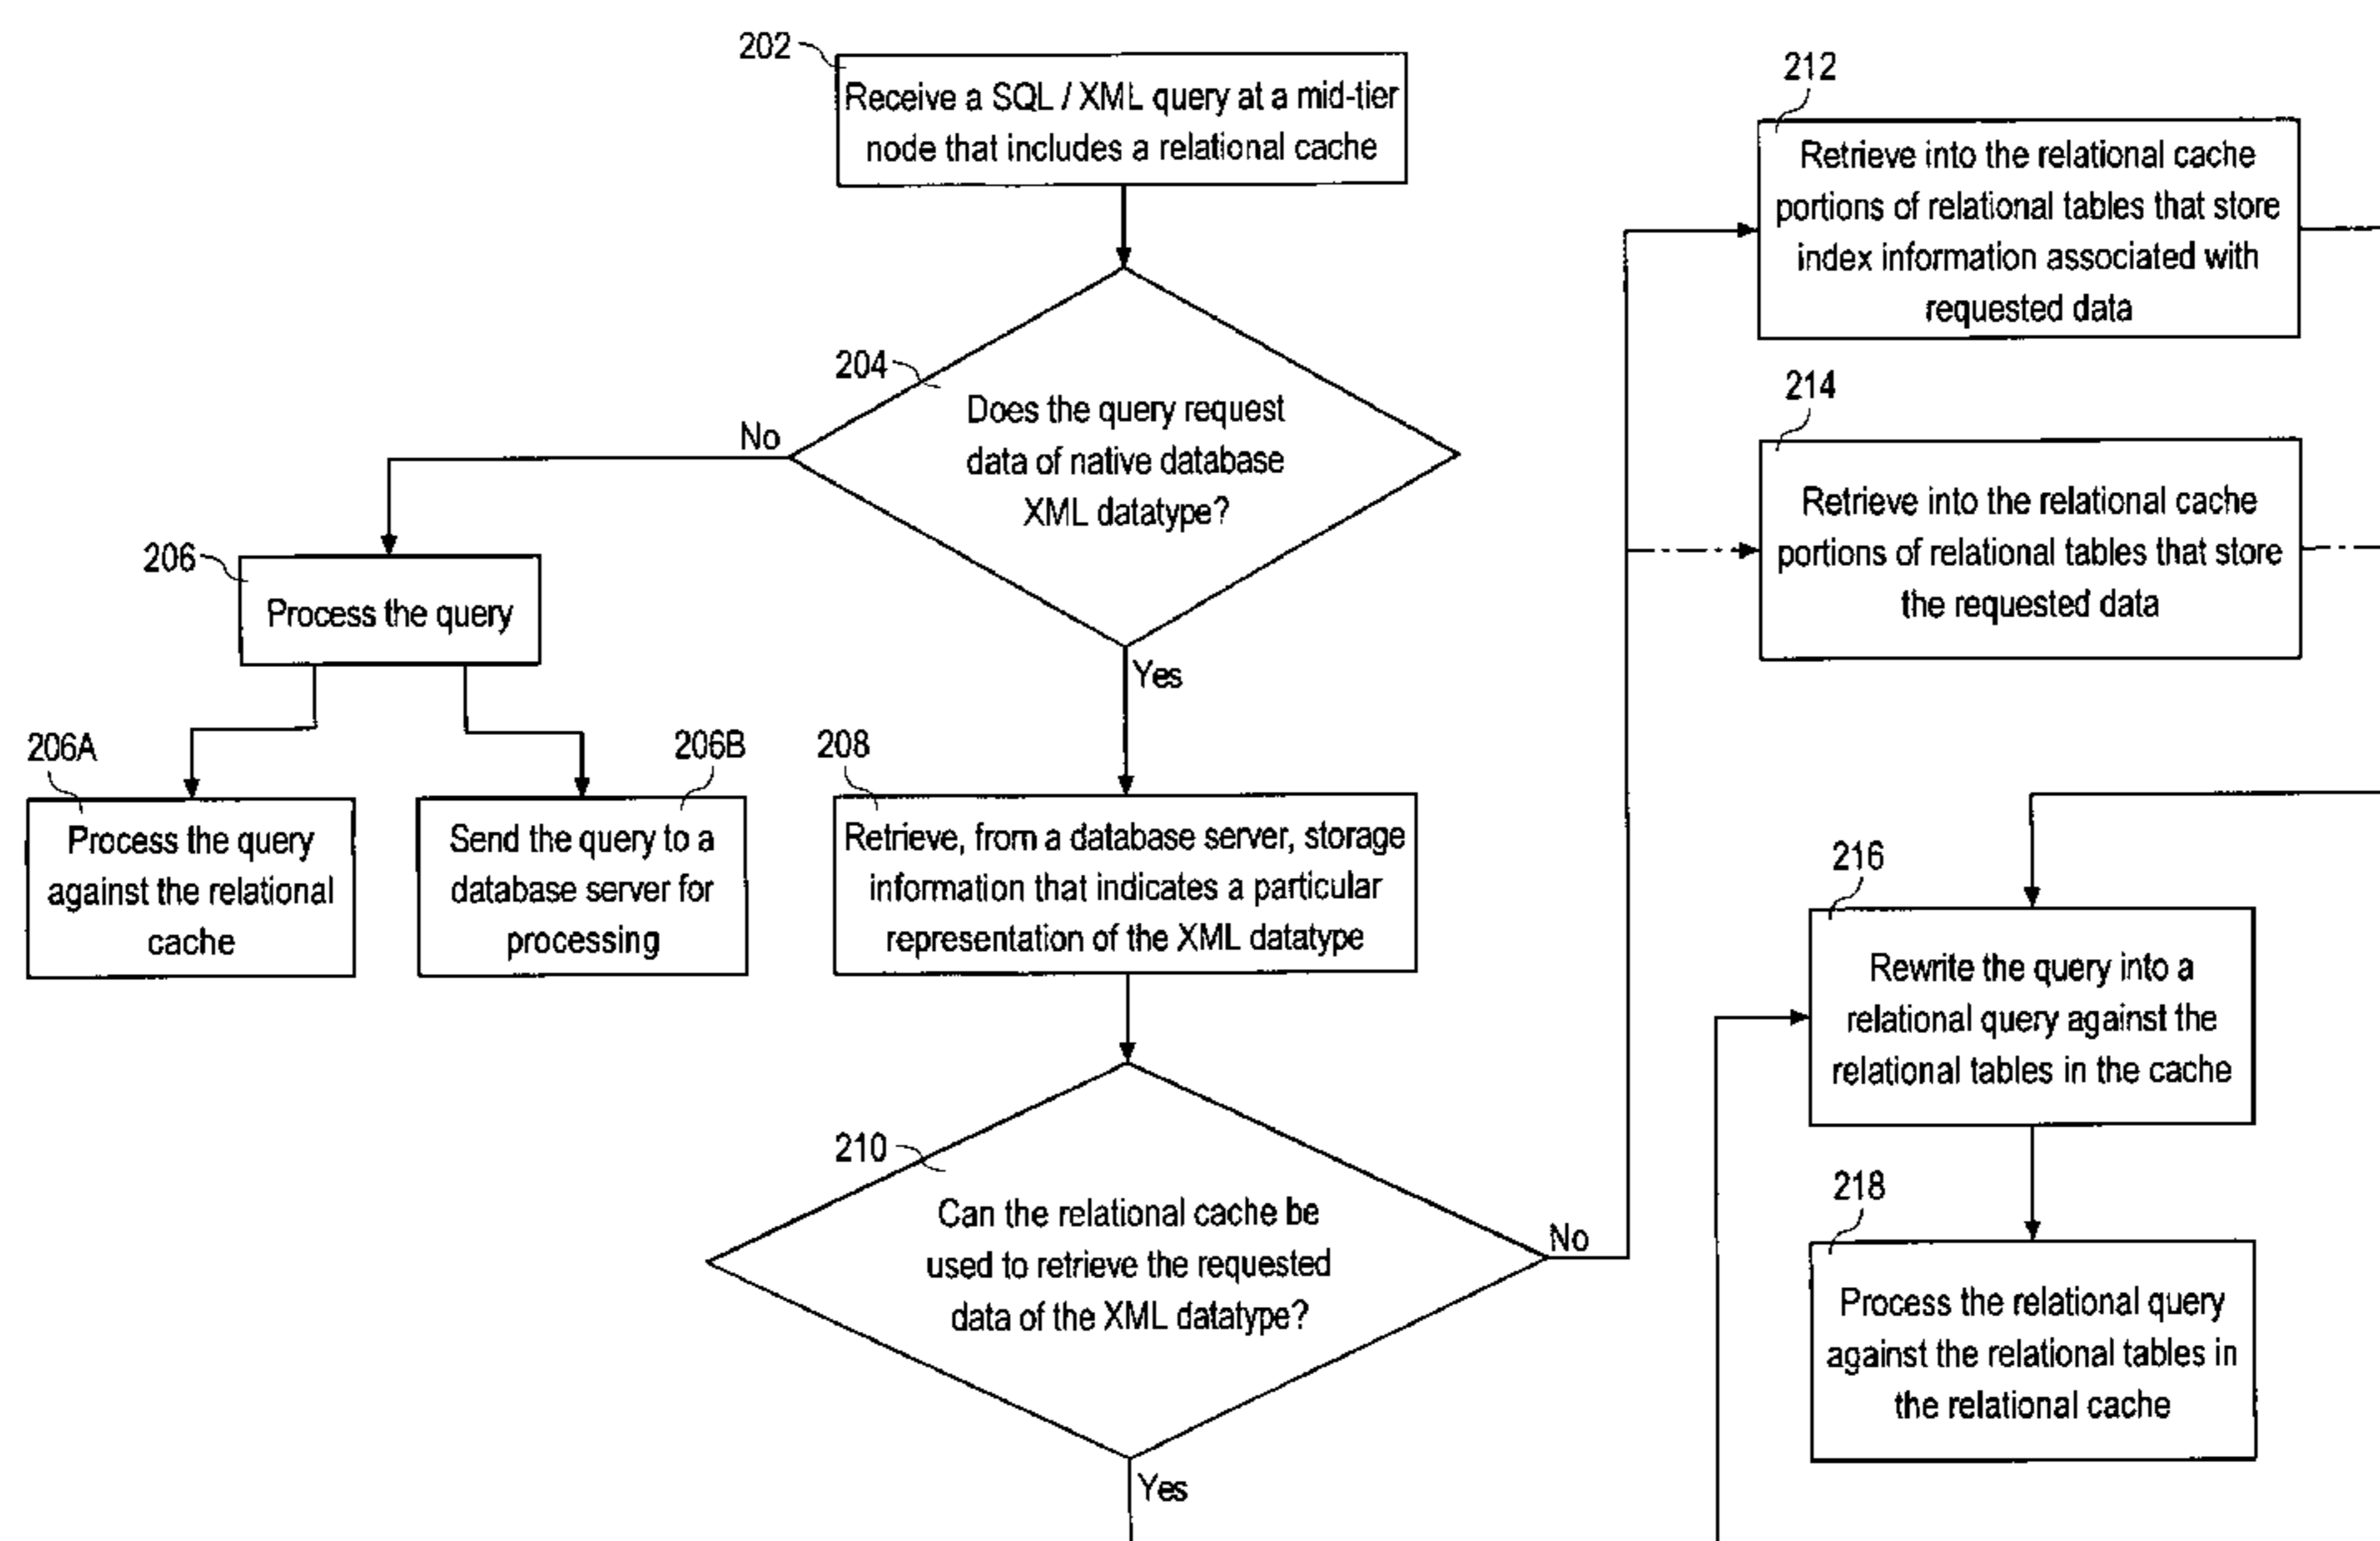 202
Receive a SQL / XML query at a mid-tier
node that includes a relational cache
204
Does the query request
data of native database
XML datatype?
No
Yes
206
Process the query
206A
Process the query
against the relational
cache
206B
Send the query to a
database server for
processing
208
Retrieve, from a database server, storage
information that indicates a particular
representation of the XML datatype
210
Can the relational cache be
used to retrieve the requested
data of the XML datatype?
No
Yes
212
Retrieve into the relational cache
portions of relational tables that store
index information associated with
requested data
214
Retrieve into the relational cache
portions of relational tables that store
the requested data
216
Rewrite the query into a
relational query against the
relational tables in the cache
218
Process the relational query
against the relational tables in
the relational cache